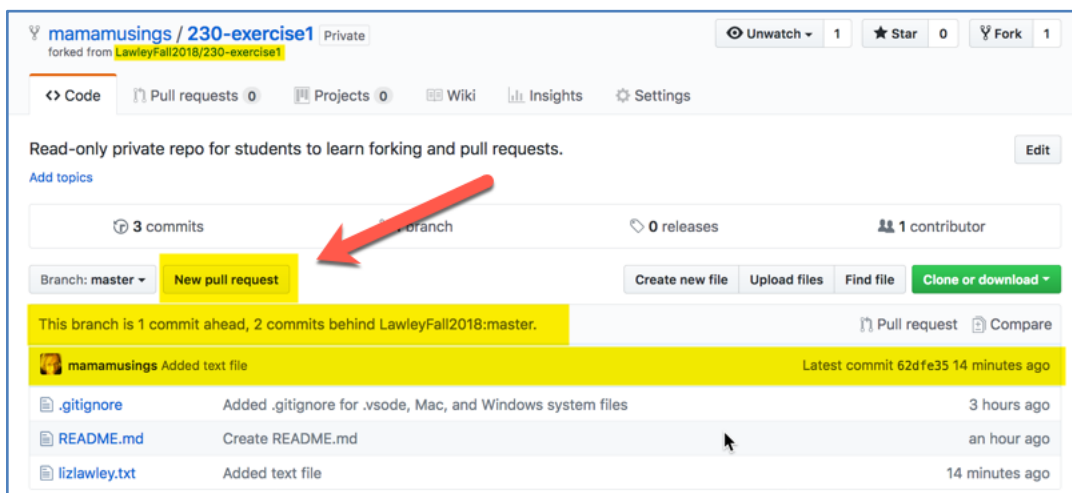 mamamusings / 230-exercise1 Private Unwatch 1 Star 0 Fork 1
forked from LawleyFall2018/230-exercise1
<> Code Pull requests 0 Projects 0 Wiki Insights Settings
Read-only private repo for students to learn forking and pull requests. Edit
Add topics
3 commits branch 0 releases 1 contributor
Branch: master New pull request Create new file Upload files Find file Clone or download
This branch is 1 commit ahead, 2 commits behind LawleyFall2018:master. Pull request Compare
mamamusings Added text file Latest commit 62dfe35 14 minutes ago
.gitignore Added .gitignore for .vsode, Mac, and Windows system files 3 hours ago
README.md Create README.md an hour ago
lizlawley.txt Added text file 14 minutes ago